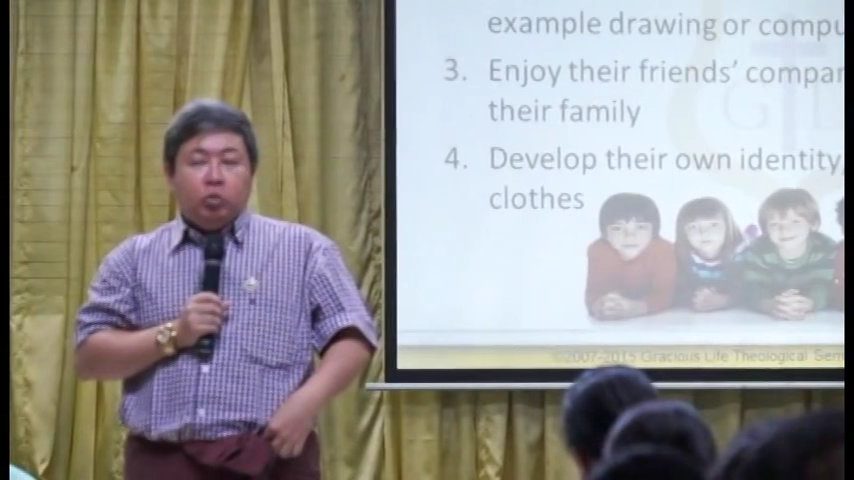 example drawing or compu
3. Enjoy their friends' compan
their family
4. Develop their own identity,
clothes
©2007-2015 Gracious Life Theological Sem